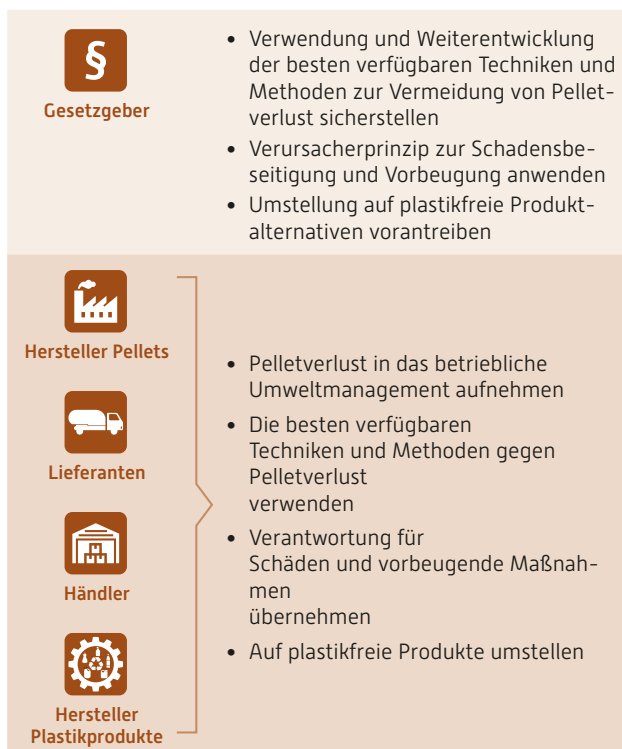 §
Gesetzgeber
• Verwendung und Weiterentwicklung
der besten verfügbaren Techniken und
Methoden zur Vermeidung von Pellet-
verlust sicherstellen
• Verursacherprinzip zur Schadensbe-
seitigung und Vorbeugung anwenden
• Umstellung auf plastikfreie Produkt-
alternativen vorantreiben
Hersteller Pellets
Lieferanten
Händler
Hersteller
Plastikprodukte
• Pelletverlust in das betriebliche
Umweltmanagement aufnehmen
• Die besten verfügbaren
Techniken und Methoden gegen
Pelletverlust
verwenden
• Verantwortung für
Schäden und vorbeugende Maßnah-
men
übernehmen
• Auf plastikfreie Produkte umstellen